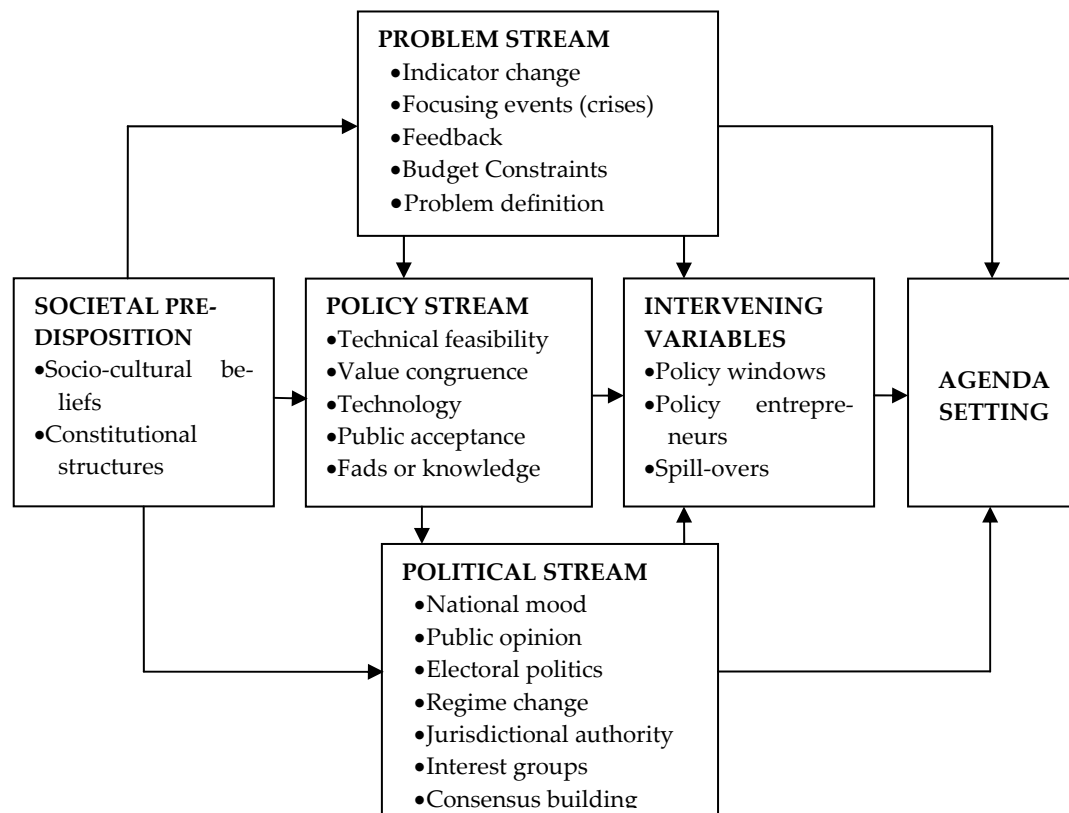 PROBLEM STREAM
•Indicator change
•Focusing events (crises)
•Feedback
•Budget Constraints
•Problem definition
SOCIETAL PRE-
DISPOSITION
•Socio-cultural be-
liefs
•Constitutional
structures
POLICY STREAM
•Technical feasibility
•Value congruence
•Technology
•Public acceptance
•Fads or knowledge
INTERVENING
VARIABLES
•Policy windows
•Policy entrepre-
neurs
•Spill-overs
AGENDA
SETTING
POLITICAL STREAM
•National mood
•Public opinion
•Electoral politics
•Regime change
•Jurisdictional authority
•Interest groups
•Consensus building